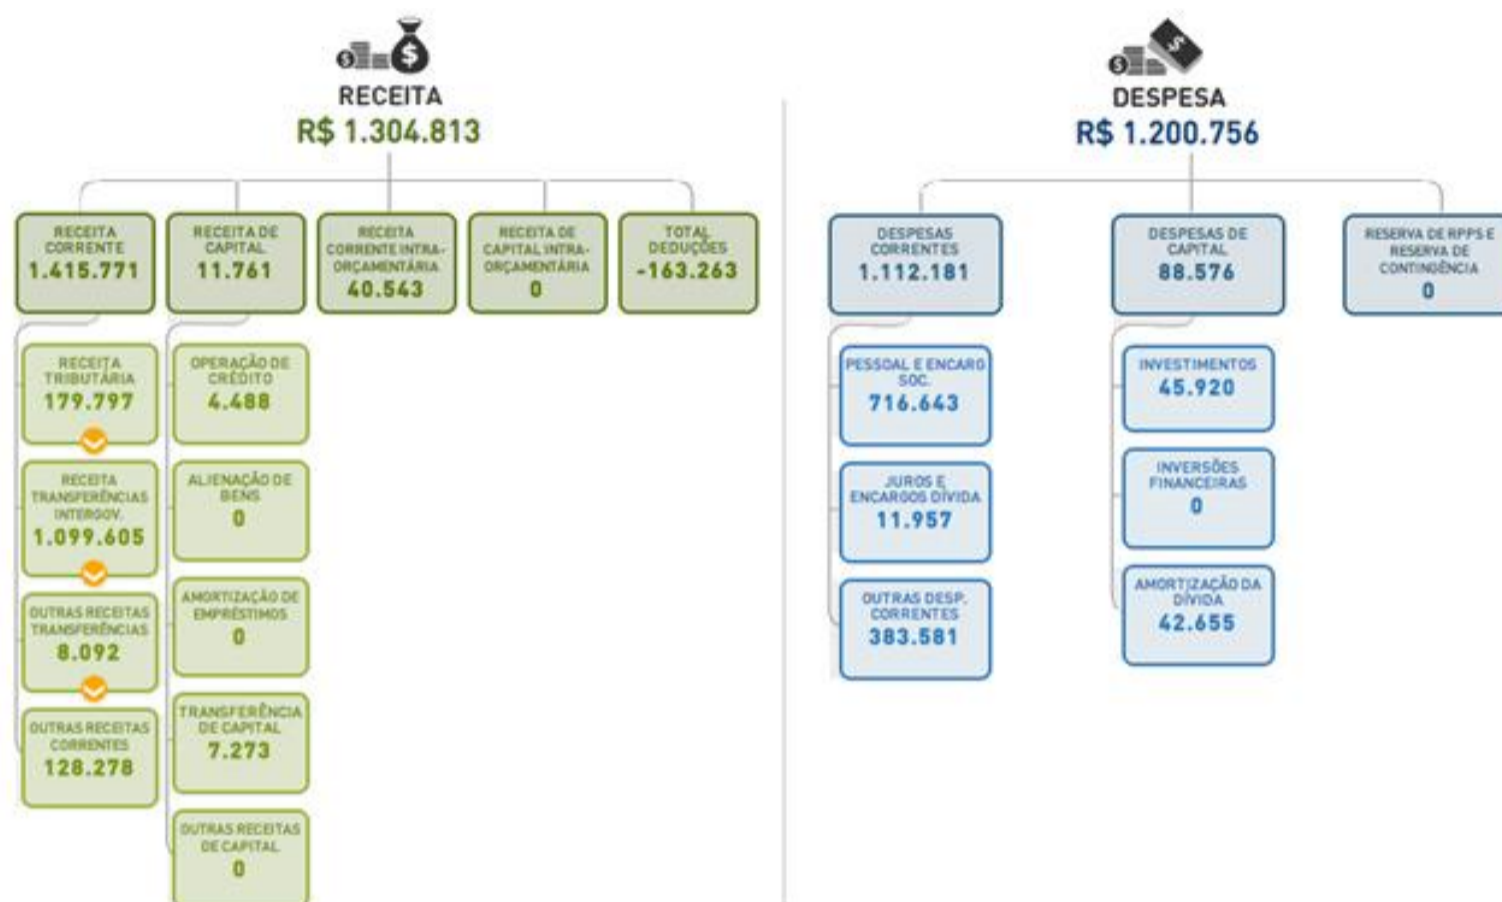 RECEITA
R$ 1.304.813
RECEITA
CORRENTE
1.415.771
RECEITA DE
CAPITAL
11.761
RECEITA
CORRENTE INTRA-
ORÇAMENTÁRIA
40.543
RECEITA DE
CAPITAL INTRA-
ORÇAMENTÁRIA
0
TOTAL
DEDUÇÕES
-163.263
RECEITA
TRIBUTÁRIA
179.797
RECEITA
TRANSFERÊNCIAS
INTERGOV.
1.099.605
OUTRAS RECEITAS
TRANSFERÊNCIAS
8.092
OUTRAS RECEITAS
CORRENTES
128.278
OPERAÇÃO DE
CRÉDITO
4.488
ALIENAÇÃO DE
BENS
0
AMORTIZAÇÃO DE
EMPRÉSTIMOS
0
TRANSFERÊNCIA
DE CAPITAL
7.273
OUTRAS RECEITAS
DE CAPITAL
0
DESPESA
R$ 1.200.756
DESPESAS
CORRENTES
1.112.181
DESPESAS DE
CAPITAL
88.576
RESERVA DE RPPS E
RESERVA DE
CONTINGÊNCIA
0
PESSOAL E ENCARG
SOC.
716.643
JUROS E
ENCARGOS DÍVIDA
11.957
OUTRAS DESP.
CORRENTES
383.581
INVESTIMENTOS
45.920
INVERSÕES
FINANCEIRAS
0
AMORTIZAÇÃO DA
DÍVIDA
42.655